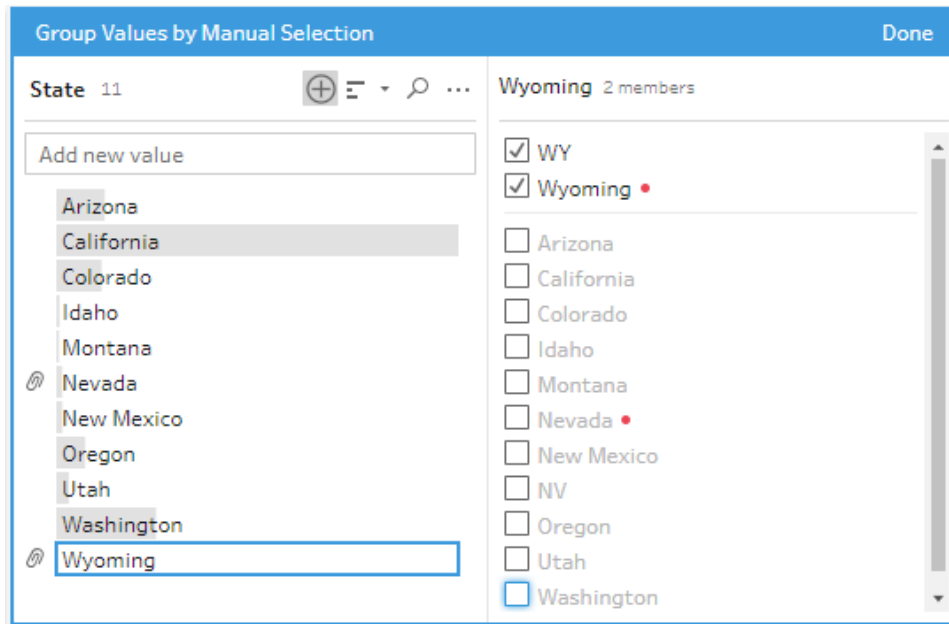 Group Values by Manual Selection Done
State 11
Add new value
Arizona
California
Colorado
Idaho
Montana
Nevada
New Mexico
Oregon
Utah
Washington
Wyoming
Wyoming 2 members
WY
Wyoming
Arizona
California
Colorado
Idaho
Montana
Nevada
New Mexico
NV
Oregon
Utah
Washington